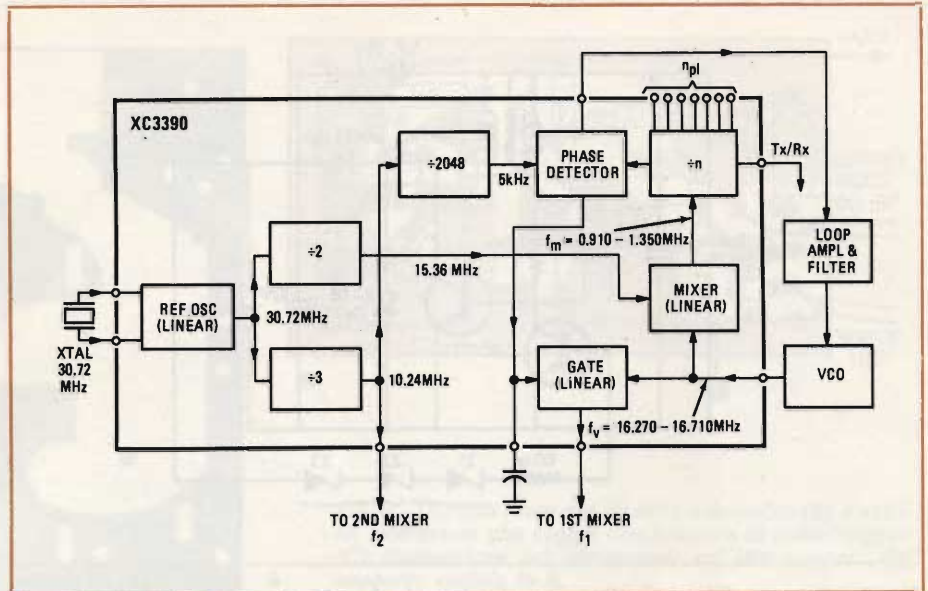 XC3390
n_pl
÷2048
5kHz
PHASE
DETECTOR
÷n
Tx/Rx
LOOP
AMPL &
FILTER
f_m = 0.910 – 1.350MHz
÷2
15.36 MHz
MIXER
(LINEAR)
REF. OSC
(LINEAR)
30.72MHz
XTAL
30.72
MHz
÷3
10.24MHz
GATE
(LINEAR)
VCO
f_v = 16.270 – 16.710MHz
TO 2ND MIXER
f_2
TO 1ST MIXER
f_1